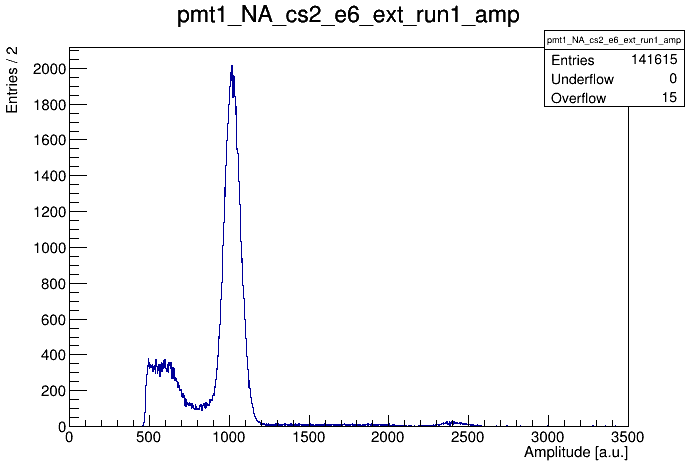 pmt1_NA_cs2_e6_ext_run1_amp
pmt1_NA_cs2_e6_ext_run1_amp
Entries 141615
Underflow 0
Overflow 15
Entries / 2
2000
1800
1600
1400
1200
1000
800
600
400
200
0
0 500 1000 1500 2000 2500 3000 3500
Amplitude [a.u.]